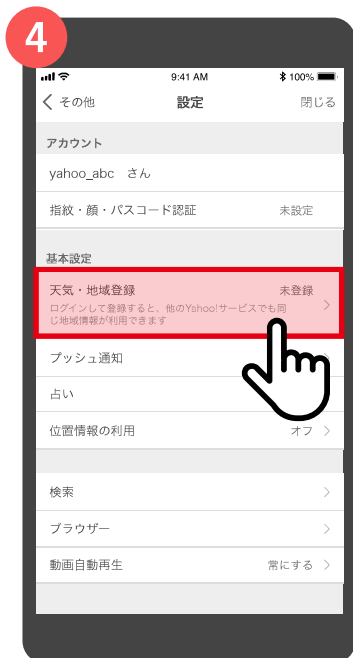 4
9:41 AM
100%
その他
設定
閉じる
アカウント
yahoo_abc さん
指紋・顔・パスコード認証
未設定
基本設定
天気・地域登録
未登録
ログインして登録すると、他のYahoo!サービスでも同
じ地域情報が利用できます
プッシュ通知
占い
位置情報の利用
オフ
検索
ブラウザー
動画自動再生
常にする